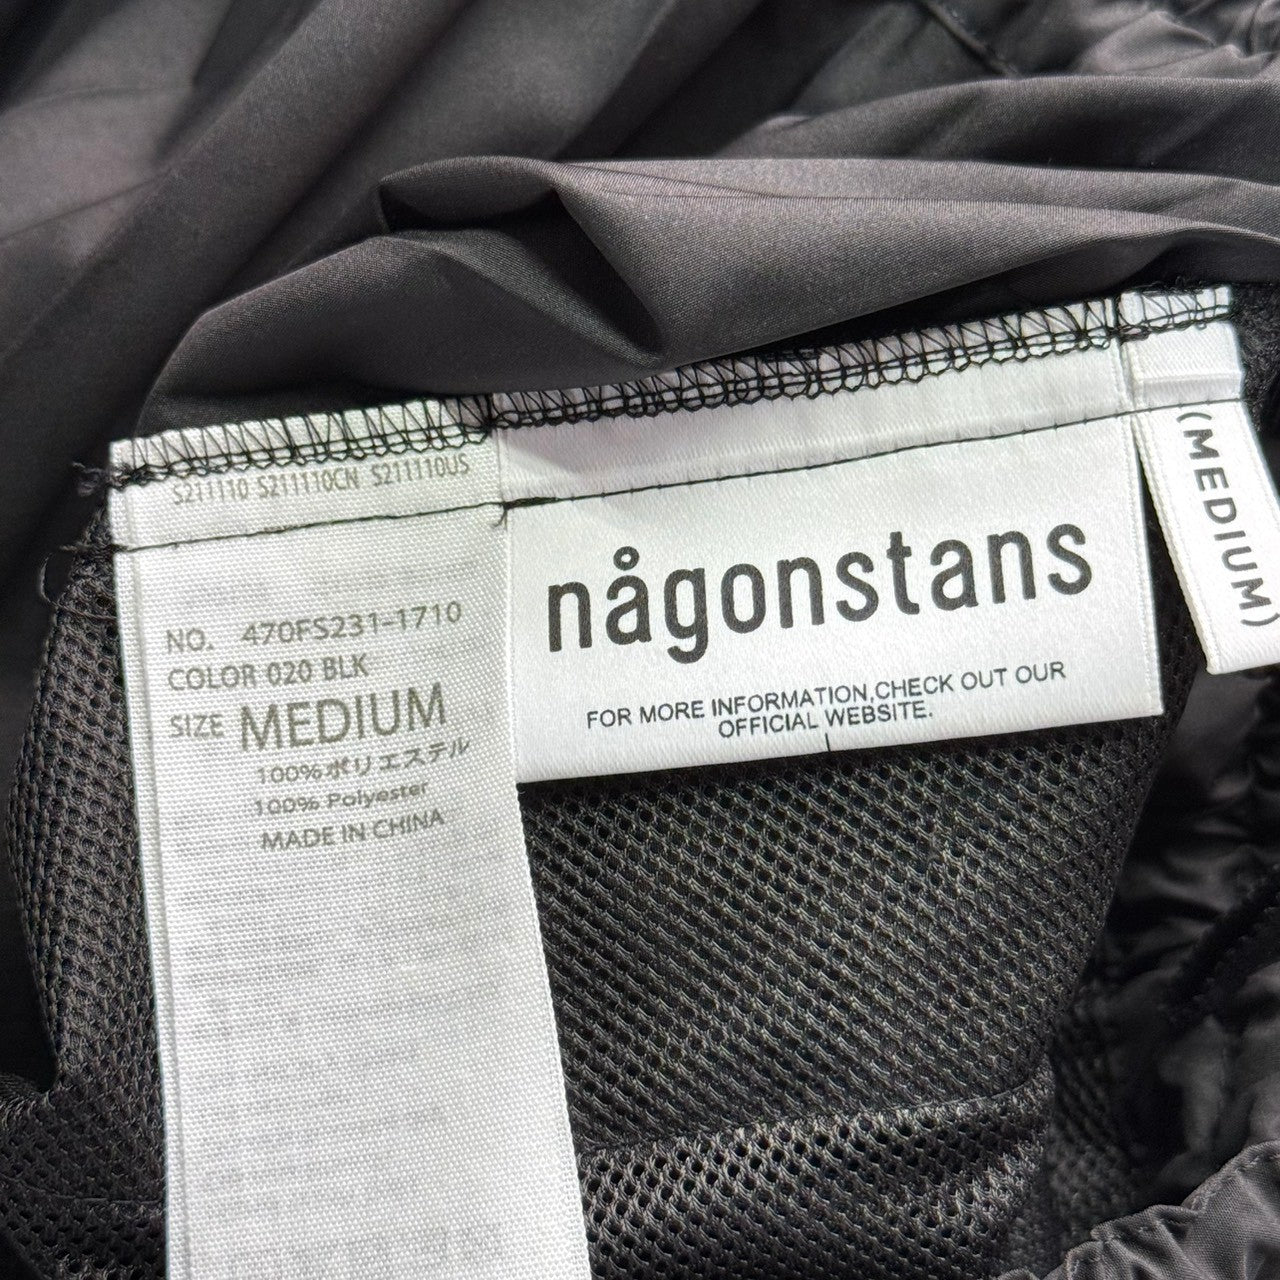 S211110 S211110CN S211110US
NO. 470FS231-1710
COLOR 020 BLK
SIZE MEDIUM
100%ポリエステル
100% Polyester
MADE IN CHINA
någonstans
FOR MORE INFORMATION,CHECK OUT OUR
OFFICIAL WEBSITE.
(MEDIUM)